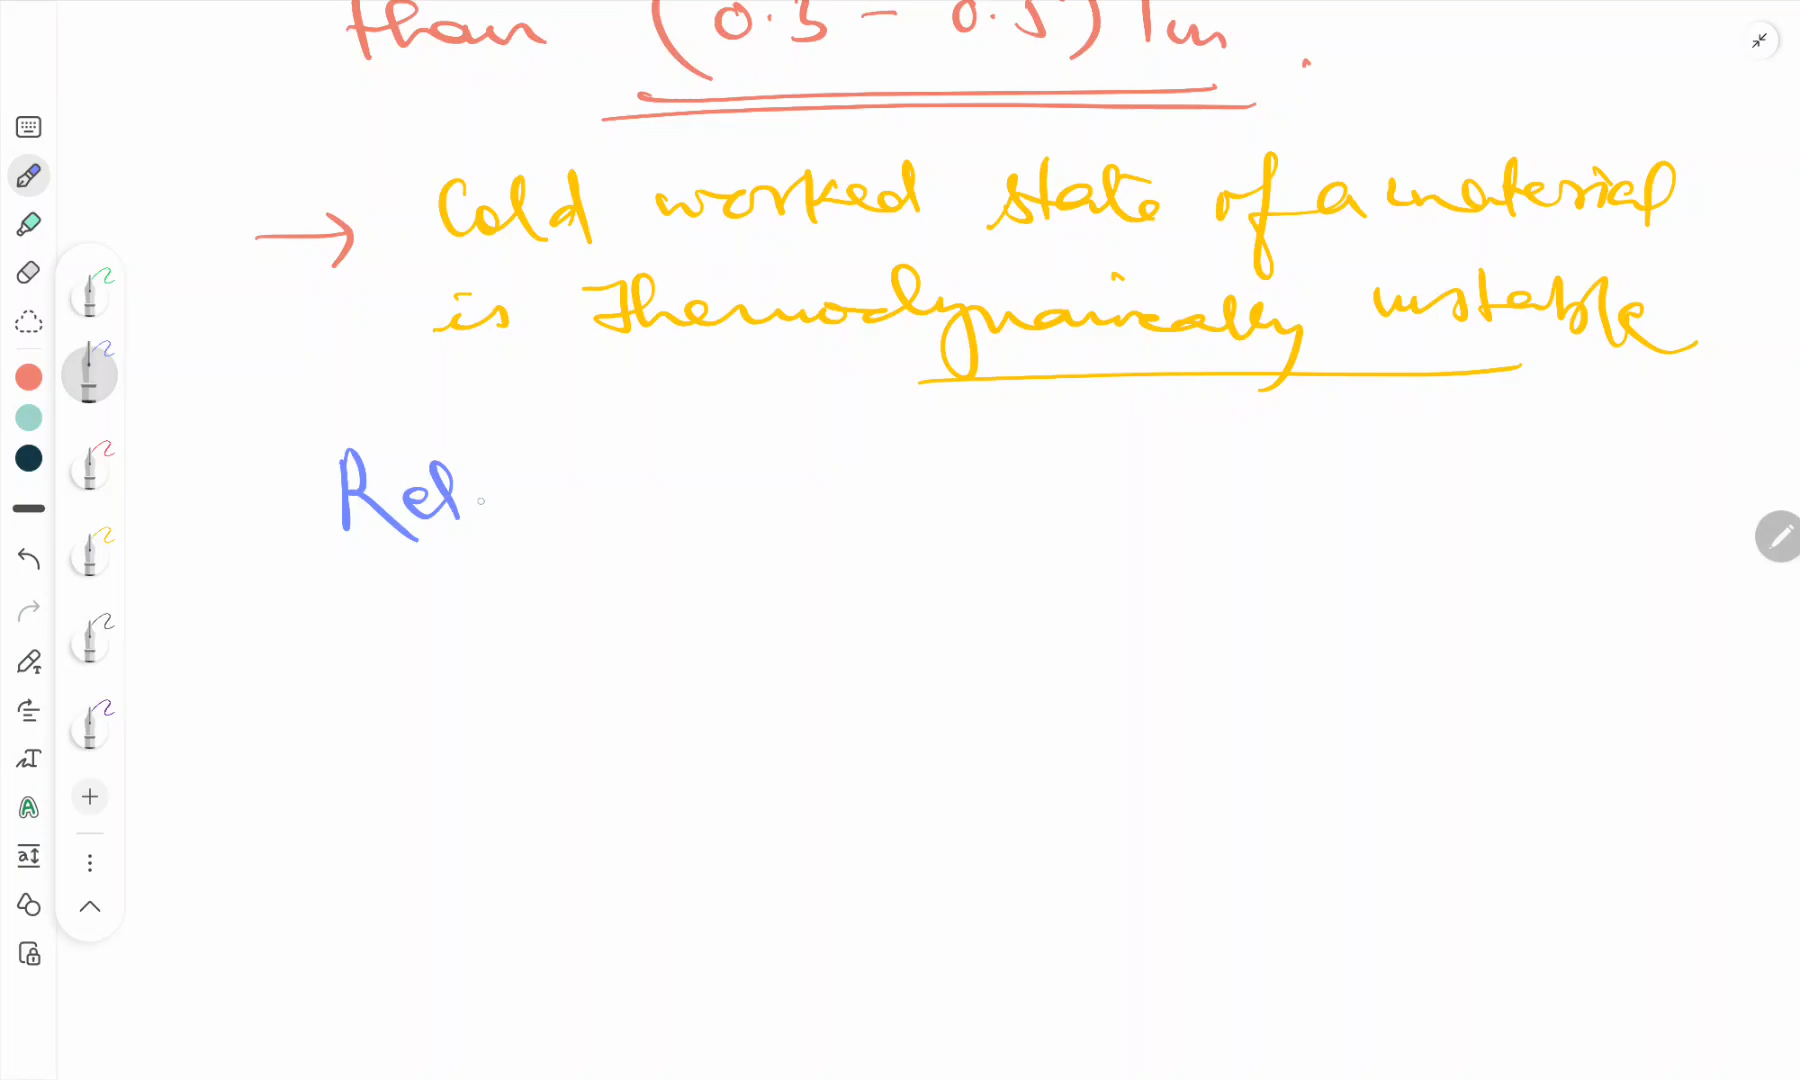 than (0.3 - 0.5) Tm.
→ Cold worked state of a material
is Thermodynamically unstable
Rel